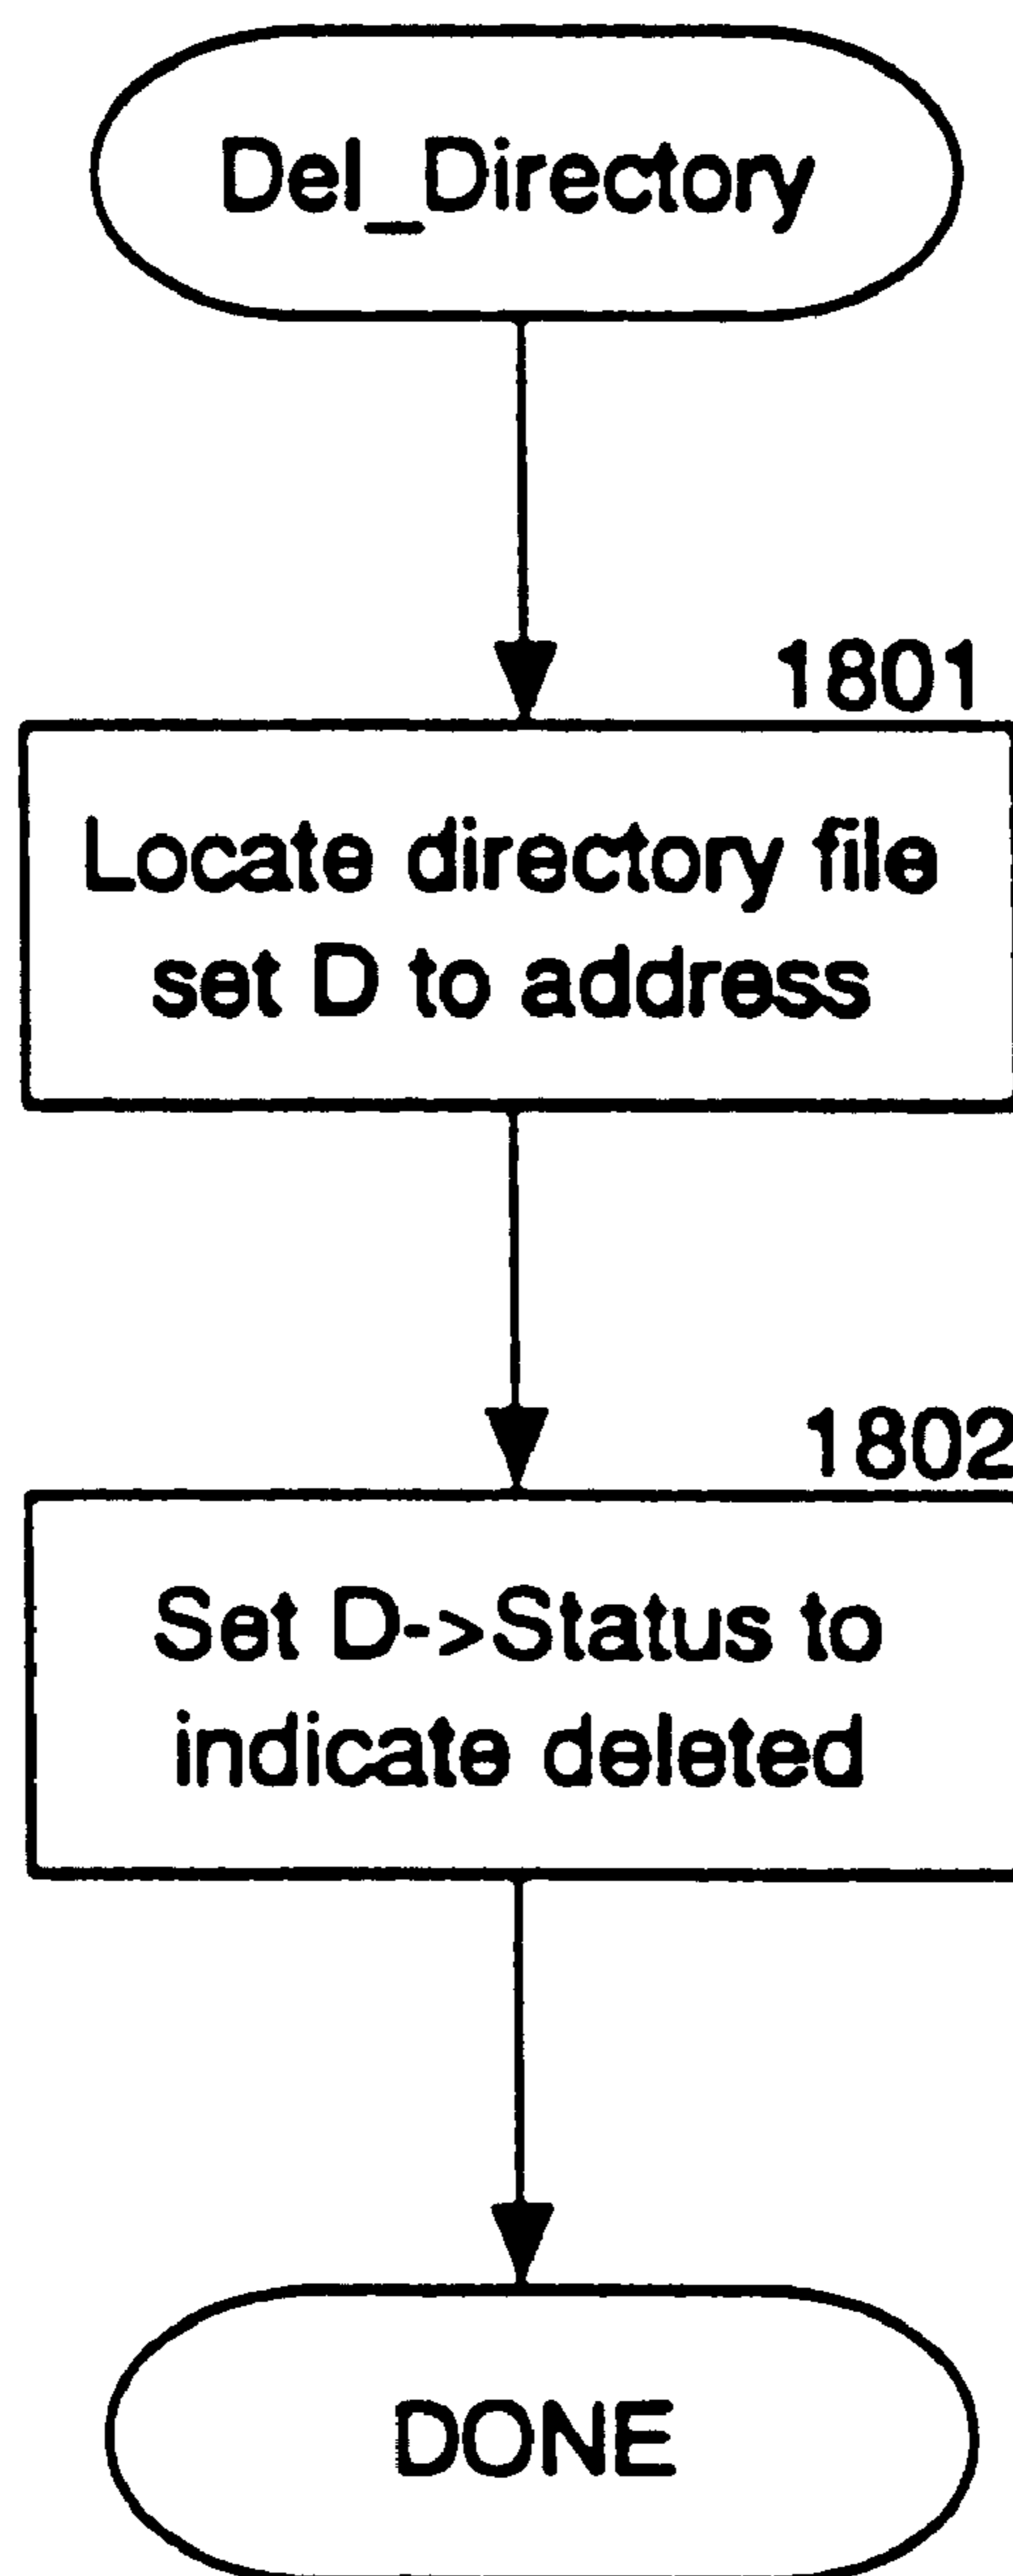 Del_Directory
1801
Locate directory file
set D to address
1802
Set D->Status to
indicate deleted
DONE